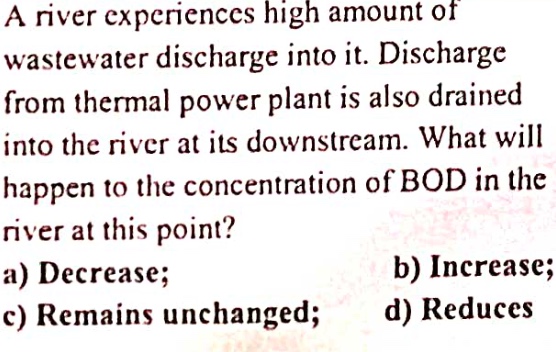 A river experiences high amount of
wastewater discharge into it. Discharge
from thermal power plant is also drained
into the river at its downstream. What will
happen to the concentration of BOD in the
river at this point?
a) Decrease; b) Increase;
c) Remains unchanged; d) Reduces